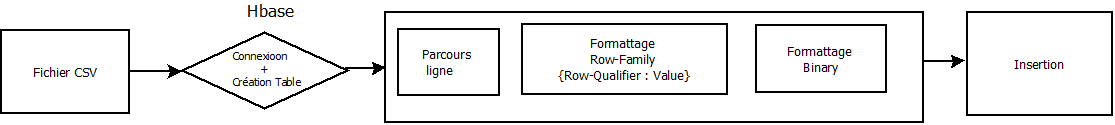 Hbase
Fichier CSV
Connexioon
+
Création Table
Parcours
ligne
Formattage
Row-Family
{Row-Qualifier : Value}
Formattage
Binary
Insertion